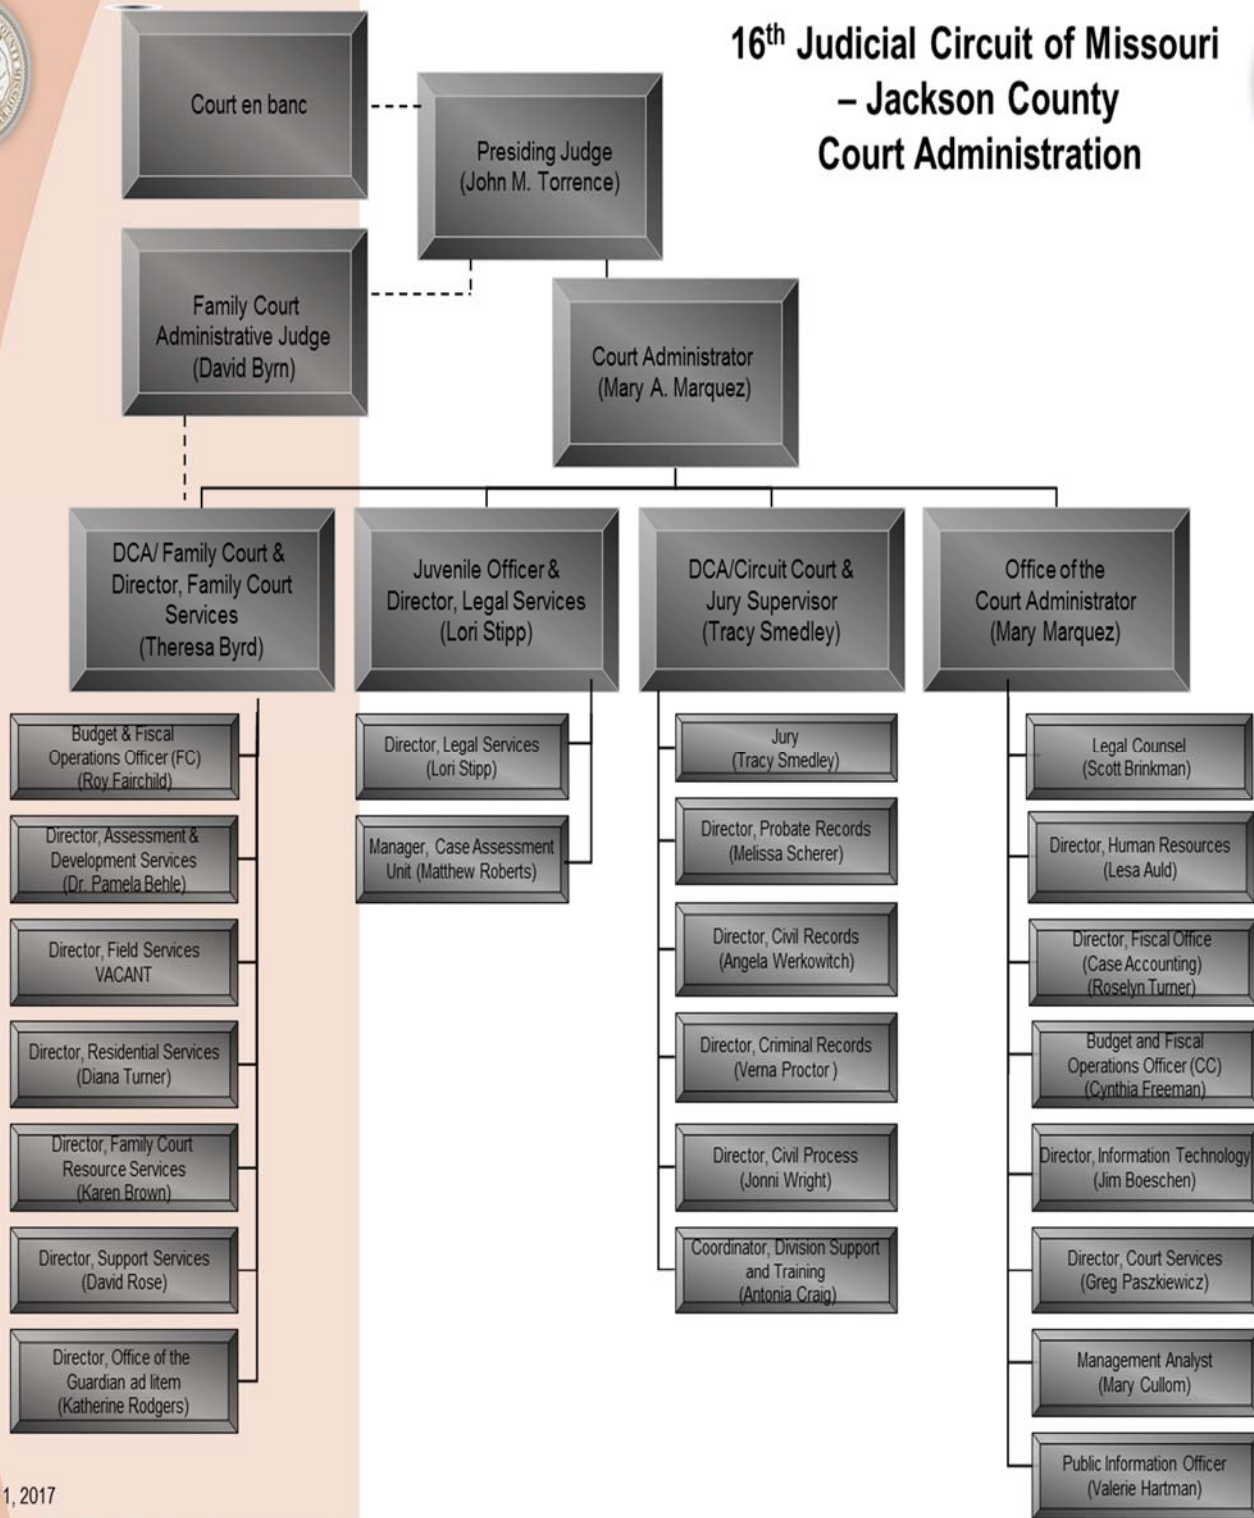 16th Judicial Circuit of Missouri
– Jackson County
Court Administration
Court en banc
Presiding Judge
(John M. Torrence)
Family Court
Administrative Judge
(David Byrn)
Court Administrator
(Mary A. Marquez)
DCA/ Family Court &
Director, Family Court
Services
(Theresa Byrd)
Juvenile Officer &
Director, Legal Services
(Lori Stipp)
DCA/Circuit Court &
Jury Supervisor
(Tracy Smedley)
Office of the
Court Administrator
(Mary Marquez)
Budget & Fiscal
Operations Officer (FC)
(Roy Fairchild)
Director, Assessment &
Development Services
(Dr. Pamela Behle)
Director, Field Services
VACANT
Director, Residential Services
(Diana Turner)
Director, Family Court
Resource Services
(Karen Brown)
Director, Support Services
(David Rose)
Director, Office of the
Guardian ad litem
(Katherine Rodgers)
Director, Legal Services
(Lori Stipp)
Manager, Case Assessment
Unit (Matthew Roberts)
Jury
(Tracy Smedley)
Director, Probate Records
(Melissa Scherer)
Director, Civil Records
(Angela Werkowitch)
Director, Criminal Records
(Verna Proctor )
Director, Civil Process
(Jonni Wright)
Coordinator, Division Support
and Training
(Antonia Craig)
Legal Counsel
(Scott Brinkman)
Director, Human Resources
(Lesa Auld)
Director, Fiscal Office
(Case Accounting)
(Roselyn Turner)
Budget and Fiscal
Operations Officer (CC)
(Cynthia Freeman)
Director, Information Technology
(Jim Boeschen)
Director, Court Services
(Greg Paszkiewicz)
Management Analyst
(Mary Cullom)
Public Information Officer
(Valerie Hartman)
1, 2017